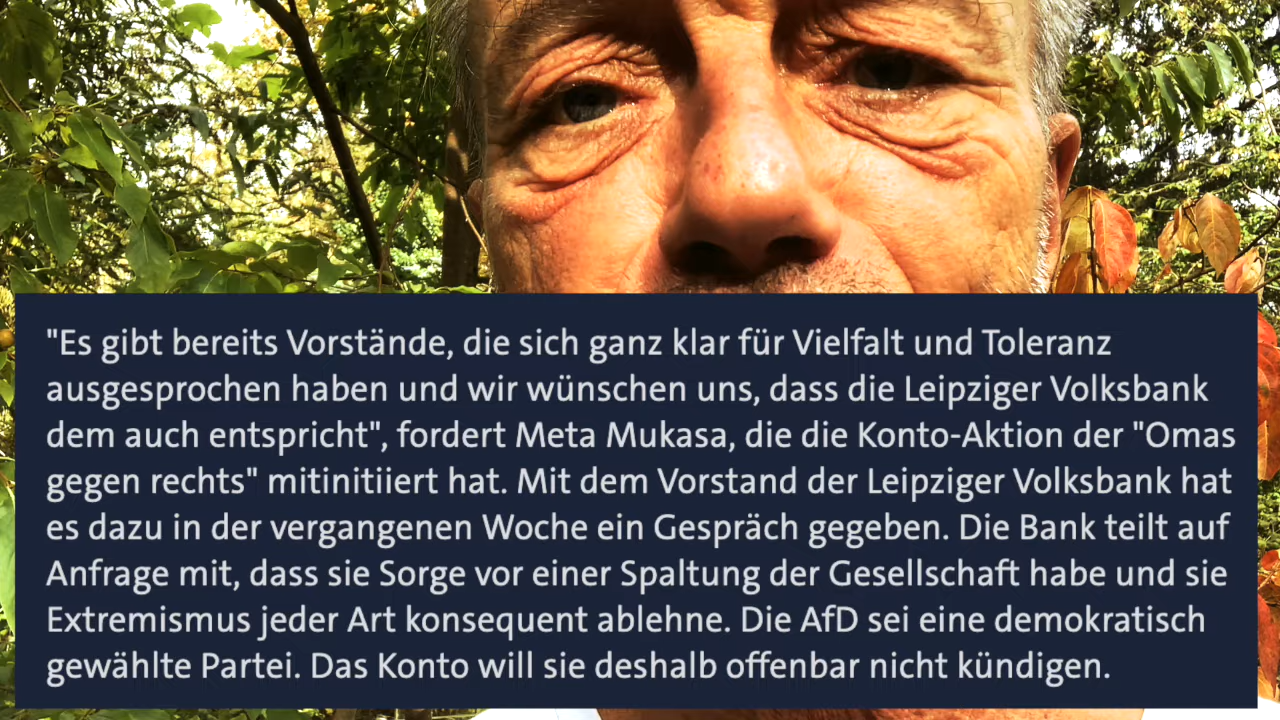 "Es gibt bereits Vorstände, die sich ganz klar für Vielfalt und Toleranz
ausgesprochen haben und wir wünschen uns, dass die Leipziger Volksbank
dem auch entspricht", fordert Meta Mukasa, die die Konto-Aktion der "Omas
gegen rechts" mitinitiiert hat. Mit dem Vorstand der Leipziger Volksbank hat
es dazu in der vergangenen Woche ein Gespräch gegeben. Die Bank teilt auf
Anfrage mit, dass sie Sorge vor einer Spaltung der Gesellschaft habe und sie
Extremismus jeder Art konsequent ablehne. Die AfD sei eine demokratisch
gewählte Partei. Das Konto will sie deshalb offenbar nicht kündigen.